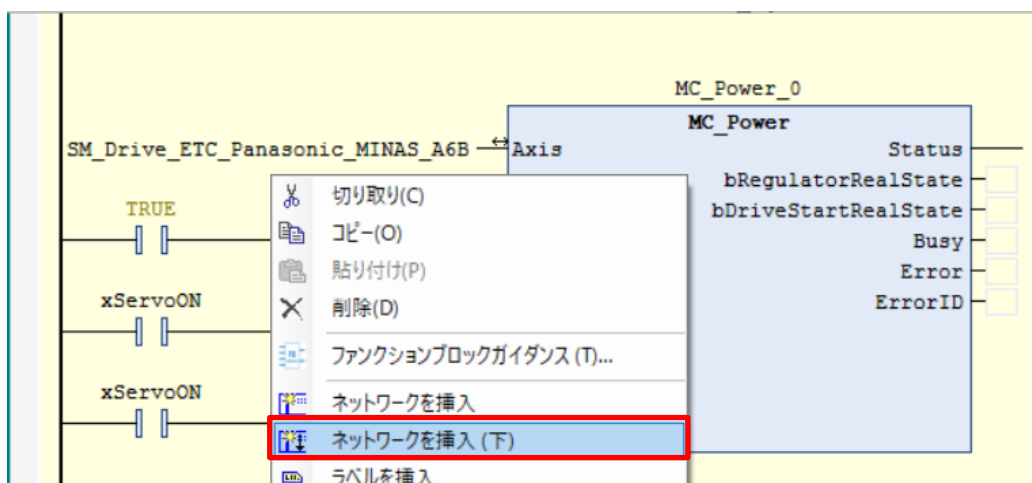 MC_Power_0
MC_Power
SM_Drive_ETC_Panasonic_MINAS_A6B
Axis
Status
bRegulatorRealState
bDriveStartRealState
Busy
Error
ErrorID
TRUE
xServoON
xServoON
切り取り(C)
コピー(O)
貼り付け(P)
削除(D)
ファンクションブロックガイダンス (T)...
ネットワークを挿入
ネットワークを挿入 (下)
ラベルを挿入